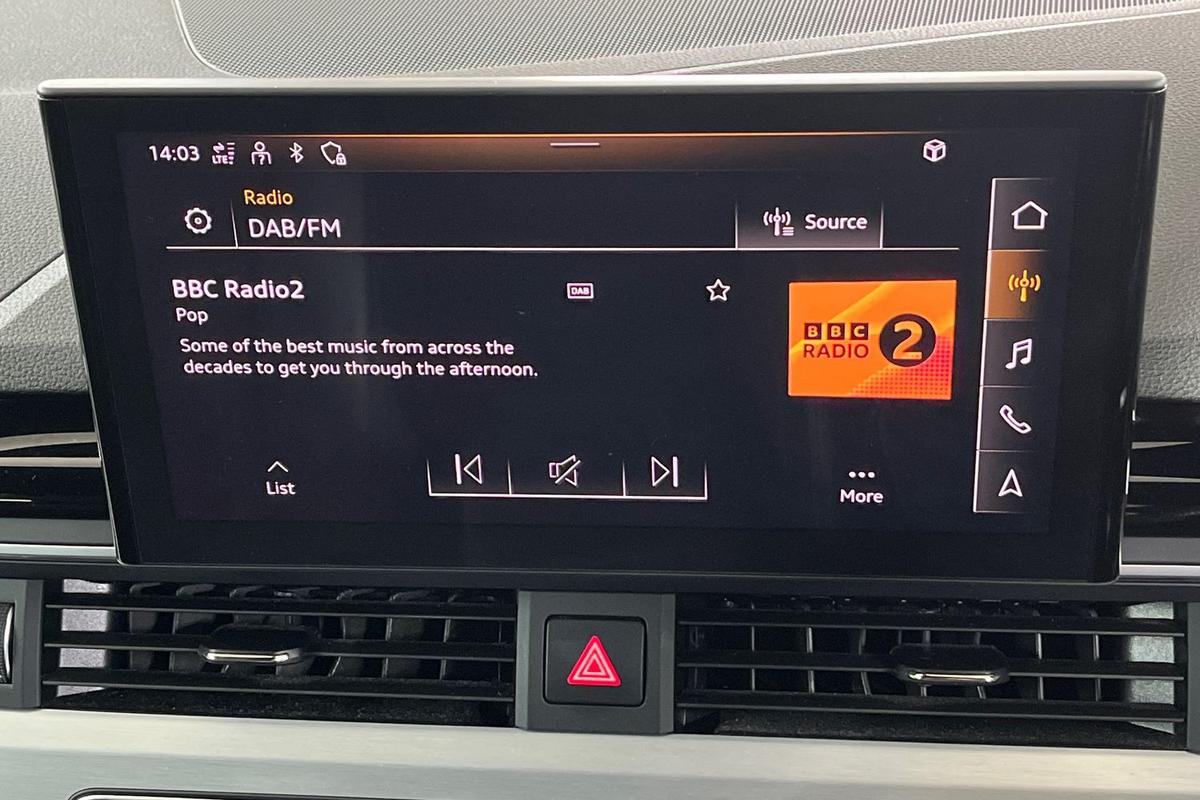 14:03 LTE
Radio
DAB/FM
Source
BBC Radio2
DAB
Pop
Some of the best music from across the
decades to get you through the afternoon.
BBC
RADIO 2
List
More